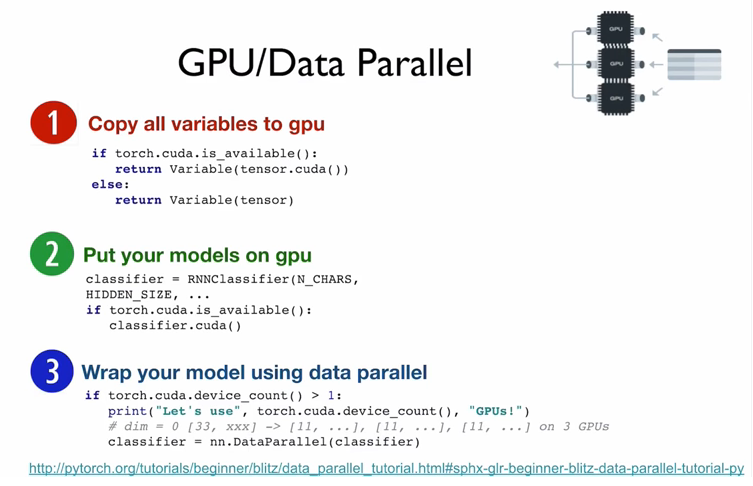 GPU/Data Parallel
GPU
GPU
GPU
1 Copy all variables to gpu
if torch.cuda.is_available():
return Variable(tensor.cuda())
else:
return Variable(tensor)
2 Put your models on gpu
classifier = RNNClassifier(N_CHARS,
HIDDEN_SIZE, ...
if torch.cuda.is_available():
classifier.cuda()
3 Wrap your model using data parallel
if torch.cuda.device_count() > 1:
print("Let's use", torch.cuda.device_count(), "GPUs!")
# dim = 0 [33, xxx] -> [11, ...], [11, ...], [11, ...] on 3 GPUs
classifier = nn.DataParallel(classifier)
http://pytorch.org/tutorials/beginner/blitz/data_parallel_tutorial.html#sphx-glr-beginner-blitz-data-parallel-tutorial-py